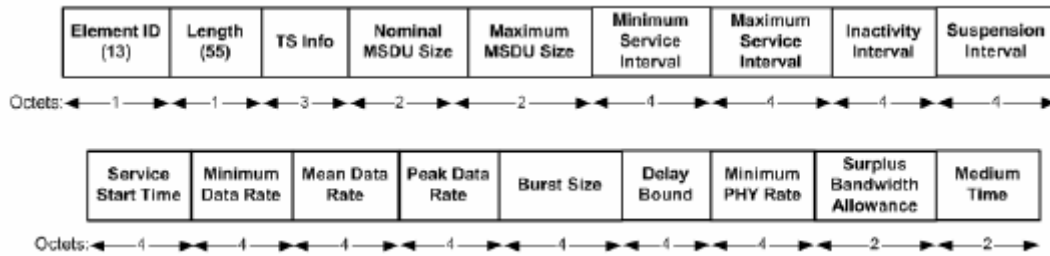 Element ID Length TS Info Nominal Maximum Minimum Maximum Inactivity Suspension
(13) (55) MSDU Size MSDU Size Service Service Interval Interval
Interval Interval
Octets: 1 1 3 2 2 4 4 4 4
Service Minimum Mean Data Peak Data Burst Size Delay Minimum Surplus Medium
Start Time Data Rate Rate Rate Bound PHY Rate Bandwidth Time
Allowance
Octets: 4 4 4 4 4 4 4 2 2